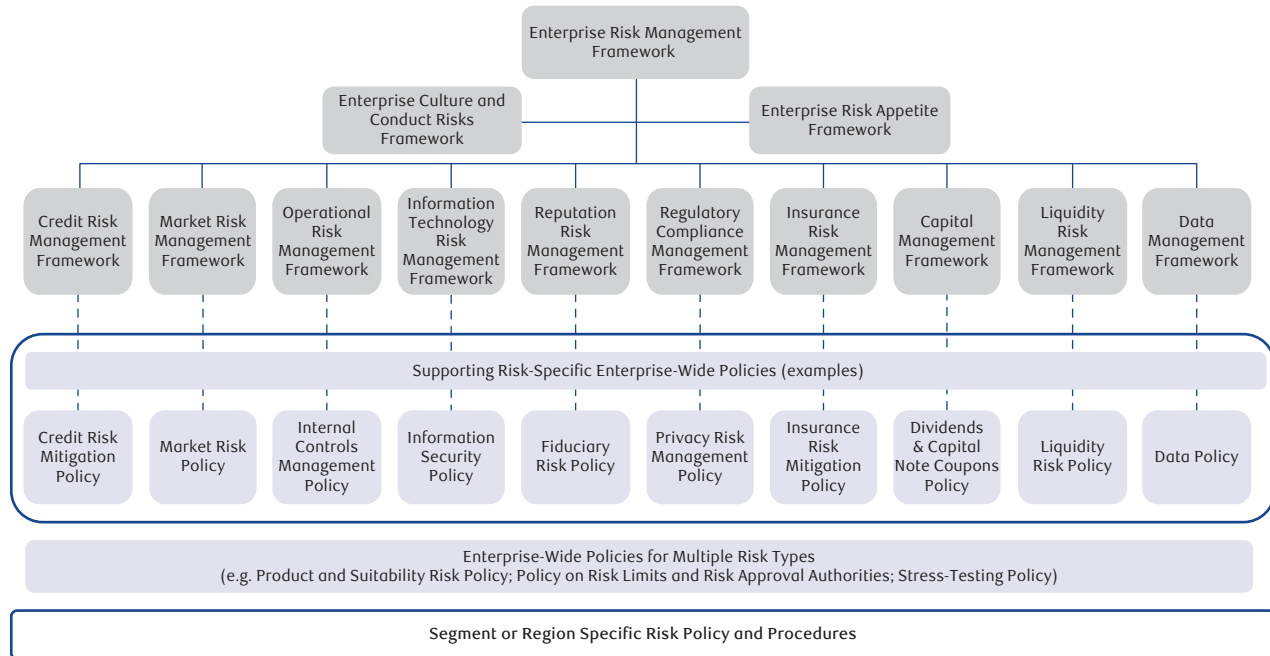 Enterprise Risk Management
Framework
Enterprise Culture and
Conduct Risks
Framework
Enterprise Risk Appetite
Framework
Credit Risk
Management
Framework
Market Risk
Management
Framework
Operational
Risk
Management
Framework
Information
Technology
Risk
Management
Framework
Reputation
Risk
Management
Framework
Regulatory
Compliance
Management
Framework
Insurance
Risk
Management
Framework
Capital
Management
Framework
Liquidity
Risk
Management
Framework
Data
Management
Framework
Supporting Risk-Specific Enterprise-Wide Policies (examples)
Credit Risk
Mitigation
Policy
Market Risk
Policy
Internal
Controls
Management
Policy
Information
Security
Policy
Fiduciary
Risk Policy
Privacy Risk
Management
Policy
Insurance
Risk
Mitigation
Policy
Dividends
& Capital
Note Coupons
Policy
Liquidity
Risk Policy
Data Policy
Enterprise-Wide Policies for Multiple Risk Types
(e.g. Product and Suitability Risk Policy; Policy on Risk Limits and Risk Approval Authorities; Stress-Testing Policy)
Segment or Region Specific Risk Policy and Procedures